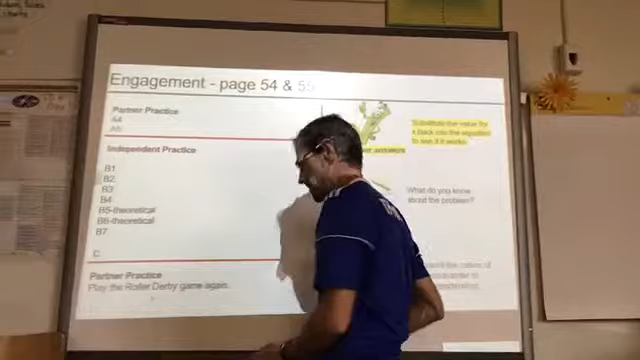 Engagement - page 54 & 55
Partner Practice
A4
A5
Independent Practice
B1
B2
B3
B4
B5-theoretical
B6-theoretical
B7
C
Partner Practice
Play the Roller Derby game again.
answers
Substitute the value for
x back into the equation
to see if it works.
What do you know
about the problem?